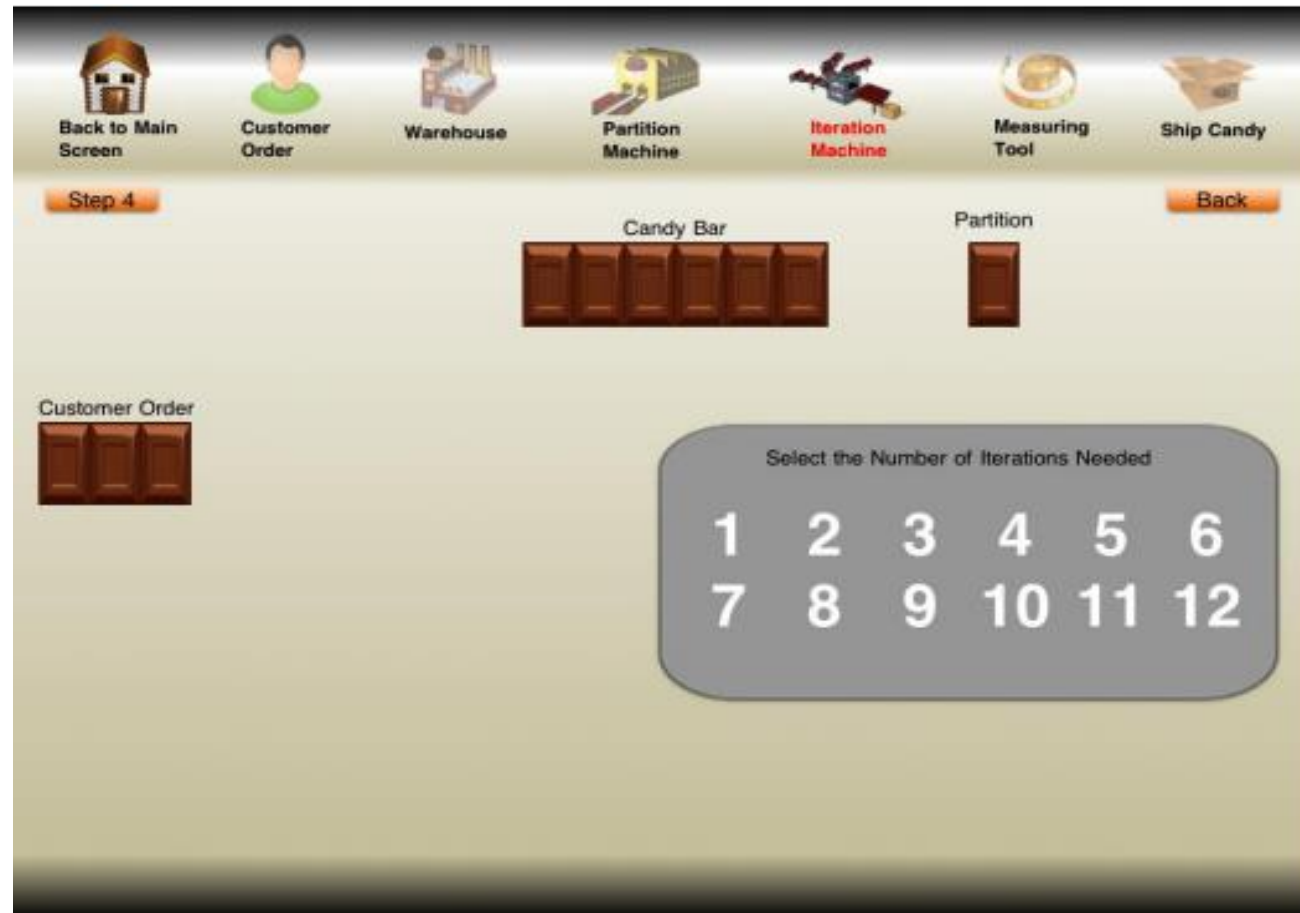 Back to Main
Screen
Customer
Order
Warehouse
Partition
Machine
Iteration
Machine
Measuring
Tool
Ship Candy
Step 4
Back
Candy Bar
Partition
Customer Order
Select the Number of Iterations Needed
1 2 3 4 5 6
7 8 9 10 11 12